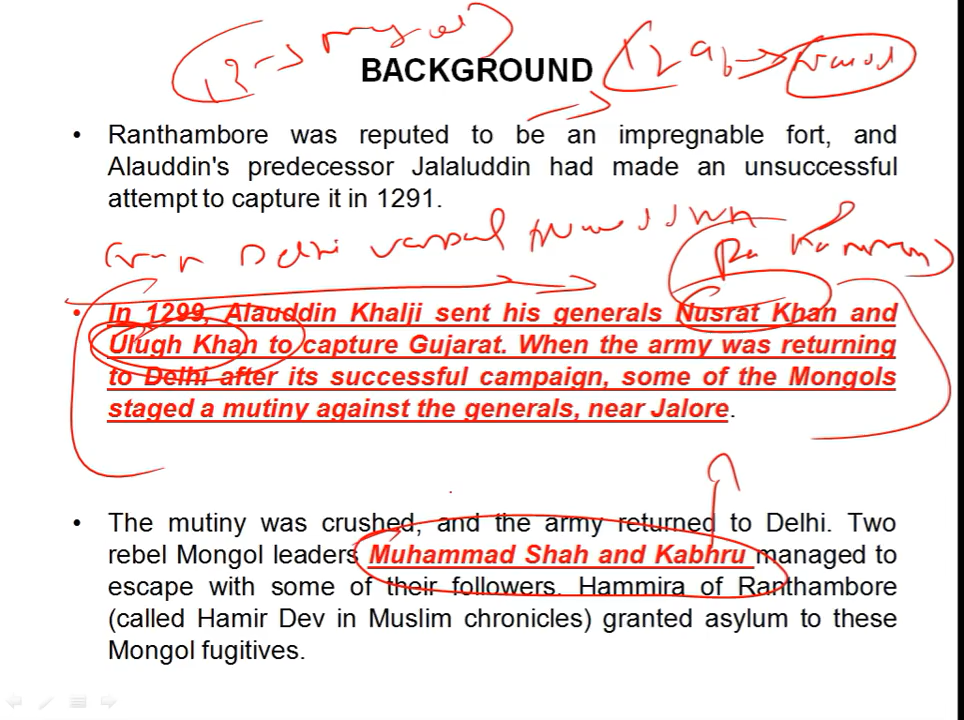 BACKGROUND
• Ranthambore was reputed to be an impregnable fort, and
Alauddin's predecessor Jalaluddin had made an unsuccessful
attempt to capture it in 1291.
• In 1299, Alauddin Khalji sent his generals Nusrat Khan and
Ulugh Khan to capture Gujarat. When the army was returning
to Delhi after its successful campaign, some of the Mongols
staged a mutiny against the generals, near Jalore.
• The mutiny was crushed, and the army returned to Delhi. Two
rebel Mongol leaders Muhammad Shah and Kabhru managed to
escape with some of their followers. Hammira of Ranthambore
(called Hamir Dev in Muslim chronicles) granted asylum to these
Mongol fugitives.